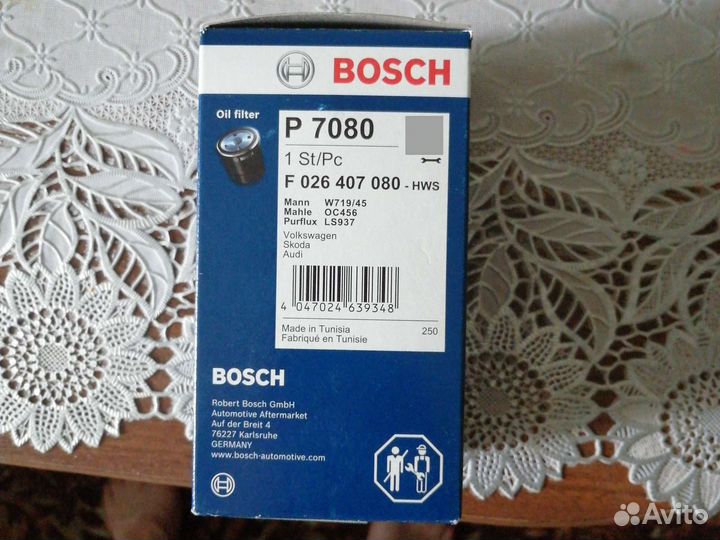 BOSCH
Oil filter
P 7080
1 St/Pc
F 026 407 080 - HWS
Mann W719/45
Mahle OC456
Purflux LS937
Volkswagen
Skoda
Audi
4 047024 639348
Made in Tunisia 250
Fabriqué en Tunisie
BOSCH
Robert Bosch GmbH
Automotive Aftermarket
Auf der Breit 4
76227 Karlsruhe
GERMANY
www.bosch-automotive.com
Avito